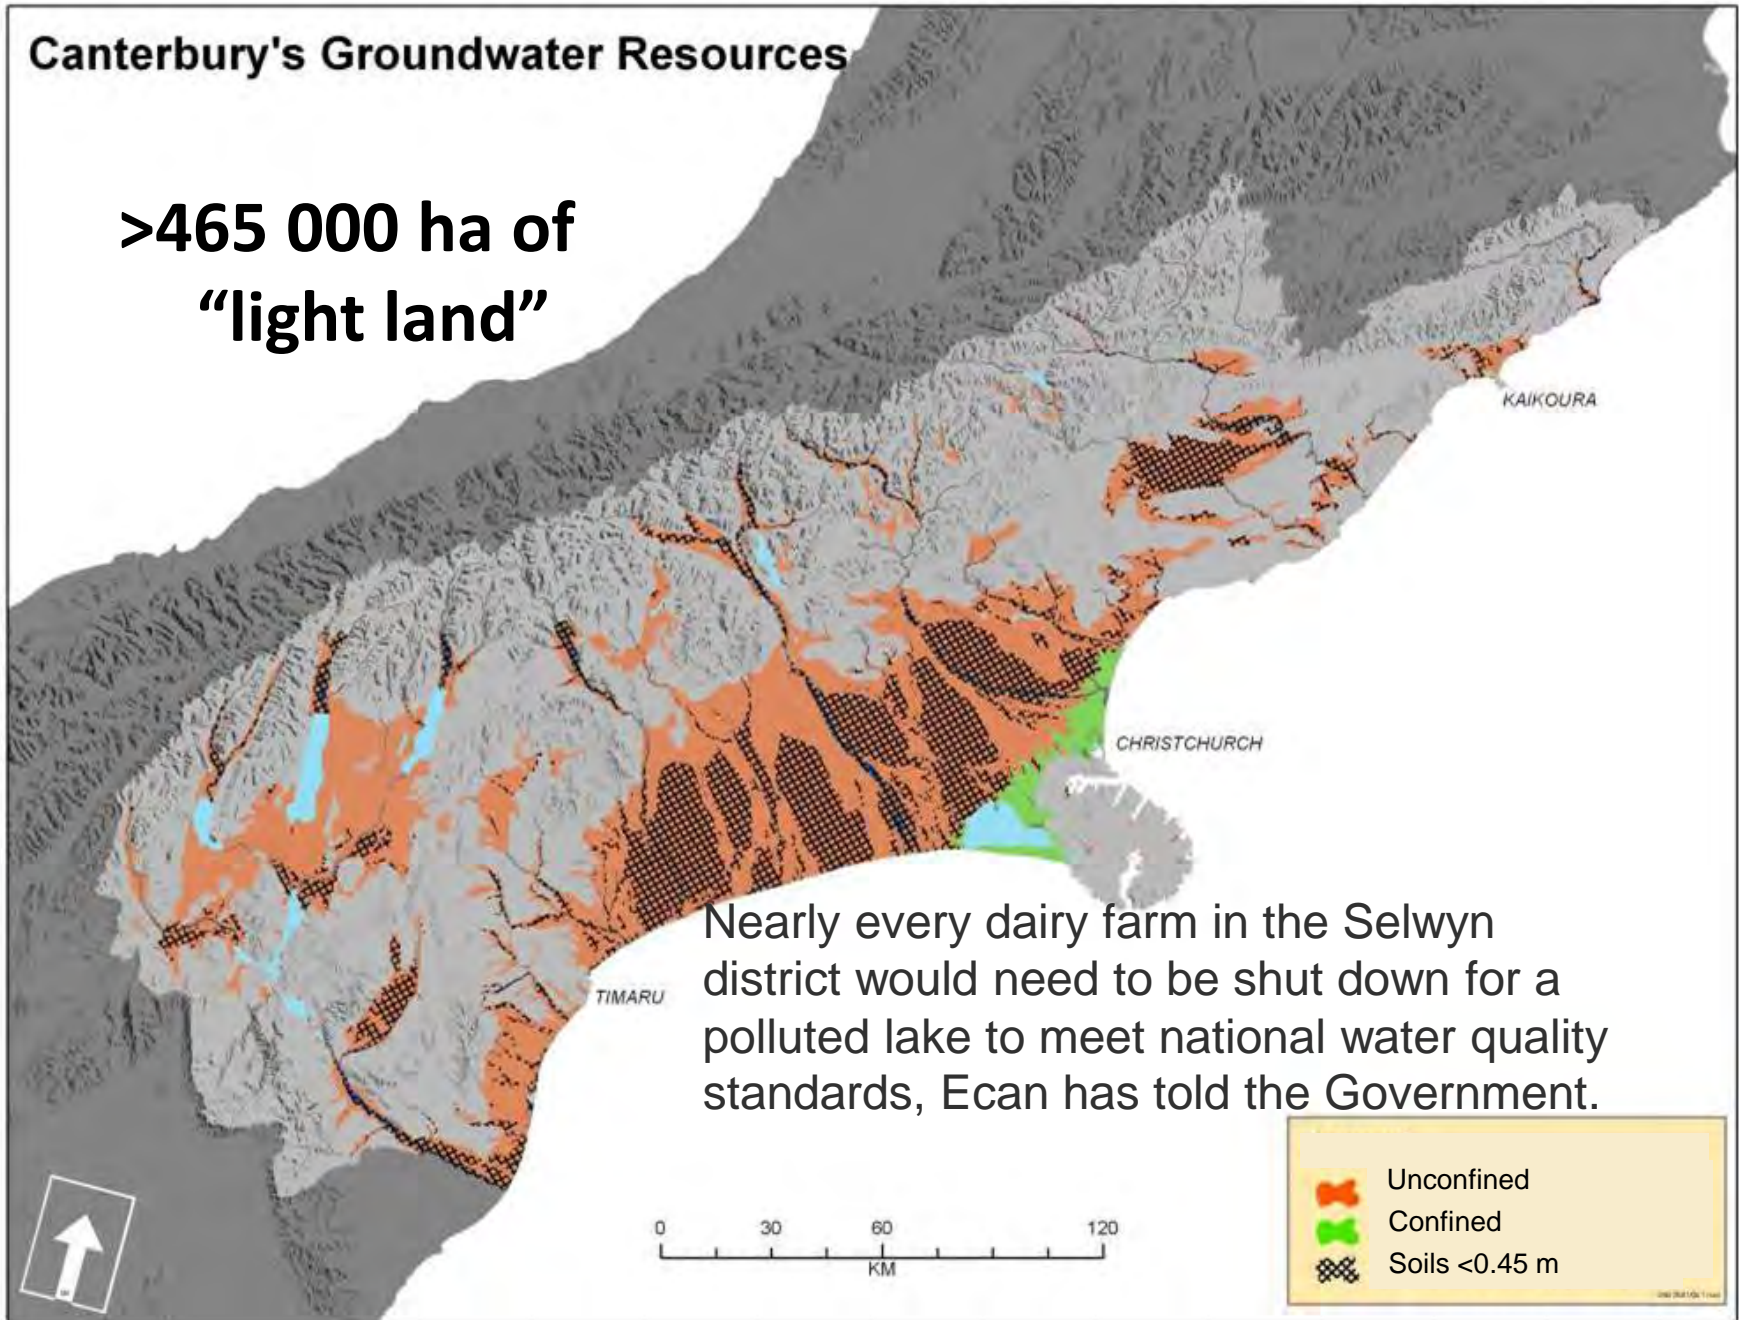 Canterbury's Groundwater Resources
>465 000 ha of
“light land”
KAIKOURA
CHRISTCHURCH
TIMARU
Nearly every dairy farm in the Selwyn
district would need to be shut down for a
polluted lake to meet national water quality
standards, Ecan has told the Government.
Unconfined
Confined
Soils <0.45 m
0 30 60 120
KM